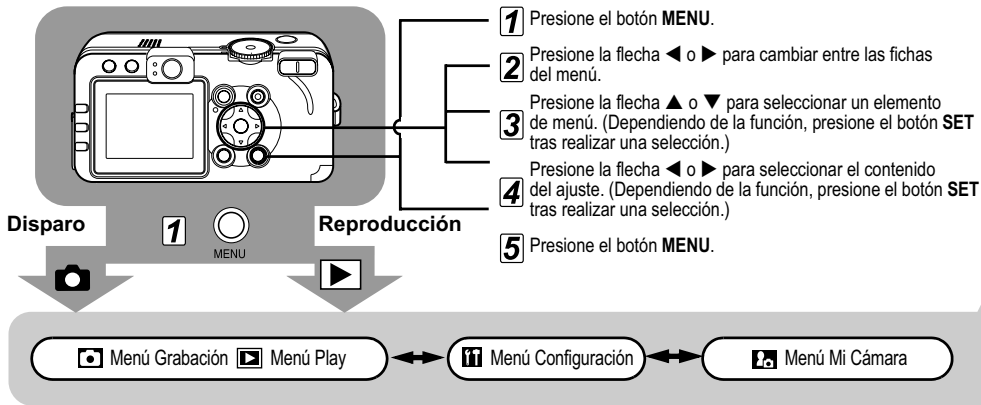 1 Presione el botón MENU.
2 Presione la flecha ◀ o ▶ para cambiar entre las fichas
del menú.
3 Presione la flecha ▲ o ▼ para seleccionar un elemento
de menú. (Dependiendo de la función, presione el botón SET
tras realizar una selección.)
4 Presione la flecha ◀ o ▶ para seleccionar el contenido
del ajuste. (Dependiendo de la función, presione el botón SET
tras realizar una selección.)
5 Presione el botón MENU.
Disparo
1
MENU
Reproducción
Menú Grabación Menú Play
Menú Configuración
Menú Mi Cámara